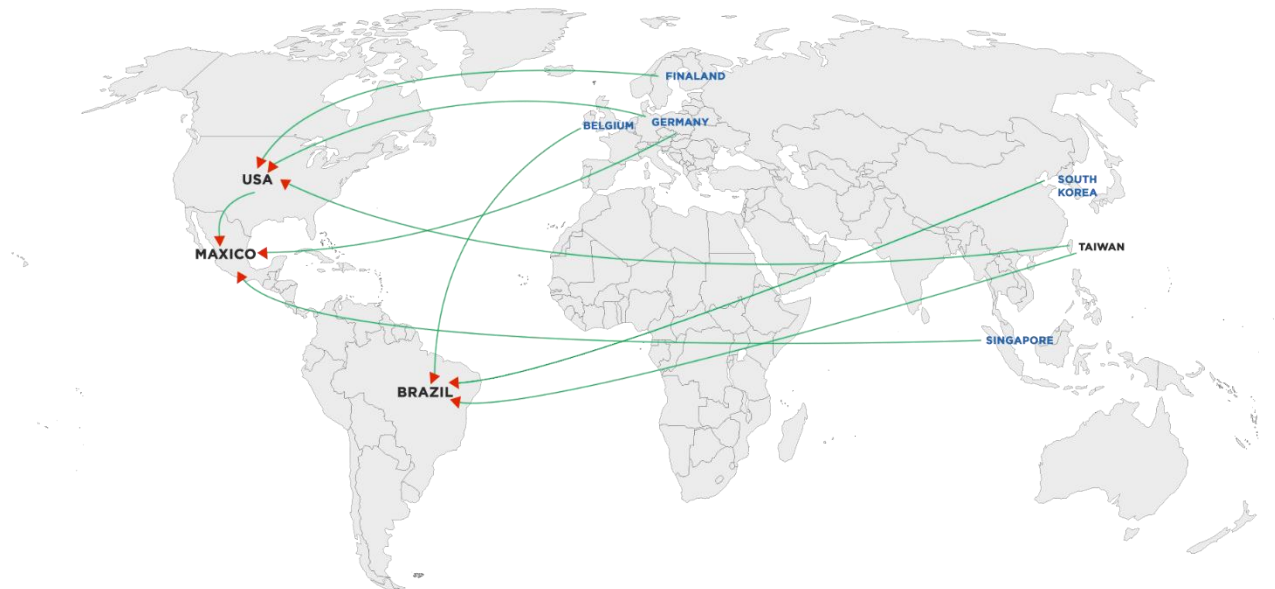 FINALAND
BELGIUM
GERMANY
USA
SOUTH
KOREA
MAXICO
TAIWAN
SINGAPORE
BRAZIL